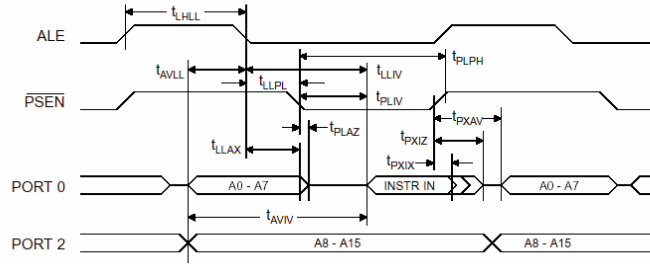 tLHLL
ALE
tAVLL
tLLIV
tPLPH
tLLPL
PSEN
tPLIV
tPXAV
tPLAZ
tLLAX
tPXIZ
tPXIX
PORT 0 A0 - A7 INSTR IN A0 - A7
tAVIV
PORT 2 A8 - A15 A8 - A15